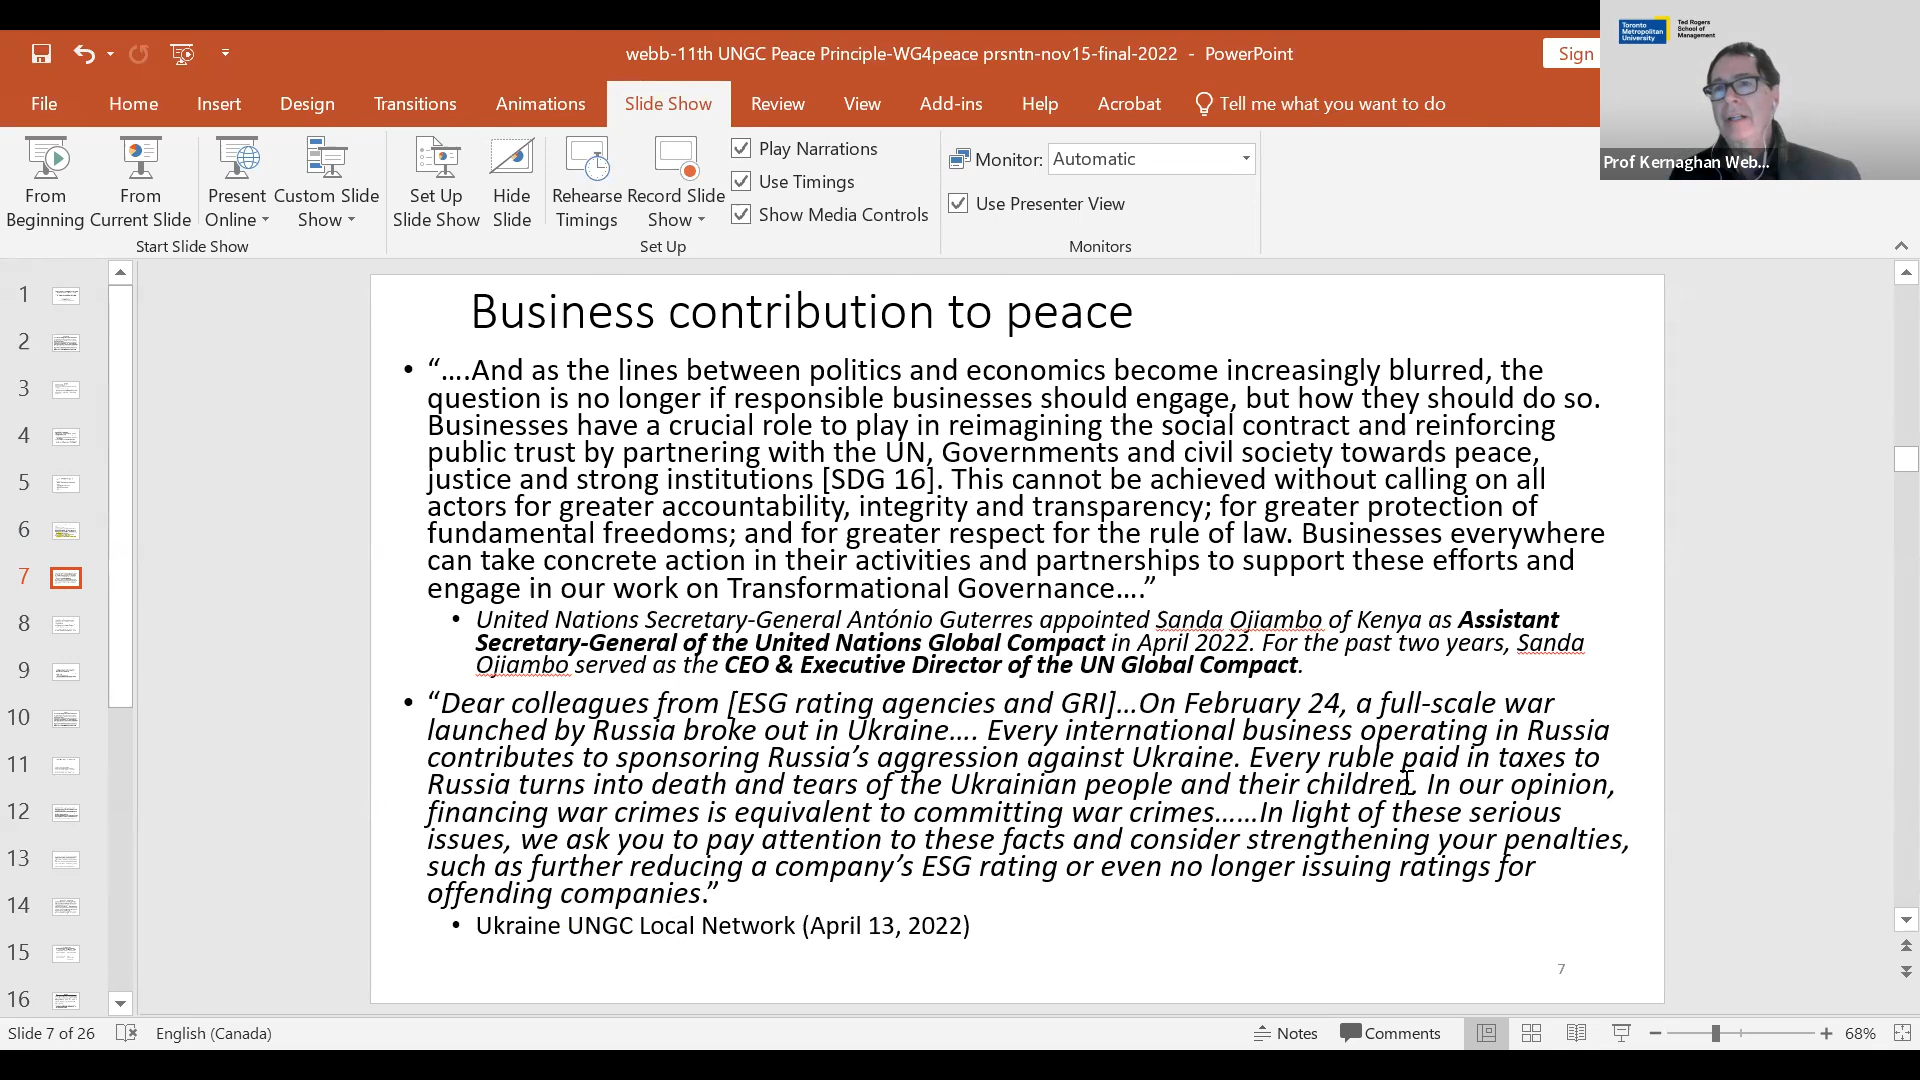 webb-11th UNGC Peace Principle-WG4peace prsntn-nov15-final-2022 - PowerPoint
Sign
Toronto Metropolitan University
Ted Rogers School of Management
Prof Kernaghan Web...
File Home Insert Design Transitions Animations Slide Show Review View Add-ins Help Acrobat Tell me what you want to do
From Beginning
From Current Slide
Present Online
Custom Slide Show
Start Slide Show
Set Up Slide Show
Hide Slide
Rehearse Timings
Record Slide Show
Play Narrations
Use Timings
Show Media Controls
Set Up
Monitor: Automatic
Use Presenter View
Monitors
1
2
3
4
5
6
7
8
9
10
11
12
13
14
15
16
Business contribution to peace
• “….And as the lines between politics and economics become increasingly blurred, the
question is no longer if responsible businesses should engage, but how they should do so.
Businesses have a crucial role to play in reimagining the social contract and reinforcing
public trust by partnering with the UN, Governments and civil society towards peace,
justice and strong institutions [SDG 16]. This cannot be achieved without calling on all
actors for greater accountability, integrity and transparency; for greater protection of
fundamental freedoms; and for greater respect for the rule of law. Businesses everywhere
can take concrete action in their activities and partnerships to support these efforts and
engage in our work on Transformational Governance….”
• United Nations Secretary-General António Guterres appointed Sanda Ojiambo of Kenya as Assistant
Secretary-General of the United Nations Global Compact in April 2022. For the past two years, Sanda
Ojiambo served as the CEO & Executive Director of the UN Global Compact.
• “Dear colleagues from [ESG rating agencies and GRI]…On February 24, a full-scale war
launched by Russia broke out in Ukraine…. Every international business operating in Russia
contributes to sponsoring Russia’s aggression against Ukraine. Every ruble paid in taxes to
Russia turns into death and tears of the Ukrainian people and their children. In our opinion,
financing war crimes is equivalent to committing war crimes……In light of these serious
issues, we ask you to pay attention to these facts and consider strengthening your penalties,
such as further reducing a company’s ESG rating or even no longer issuing ratings for
offending companies.”
• Ukraine UNGC Local Network (April 13, 2022)
7
Slide 7 of 26 English (Canada) Notes Comments 68%